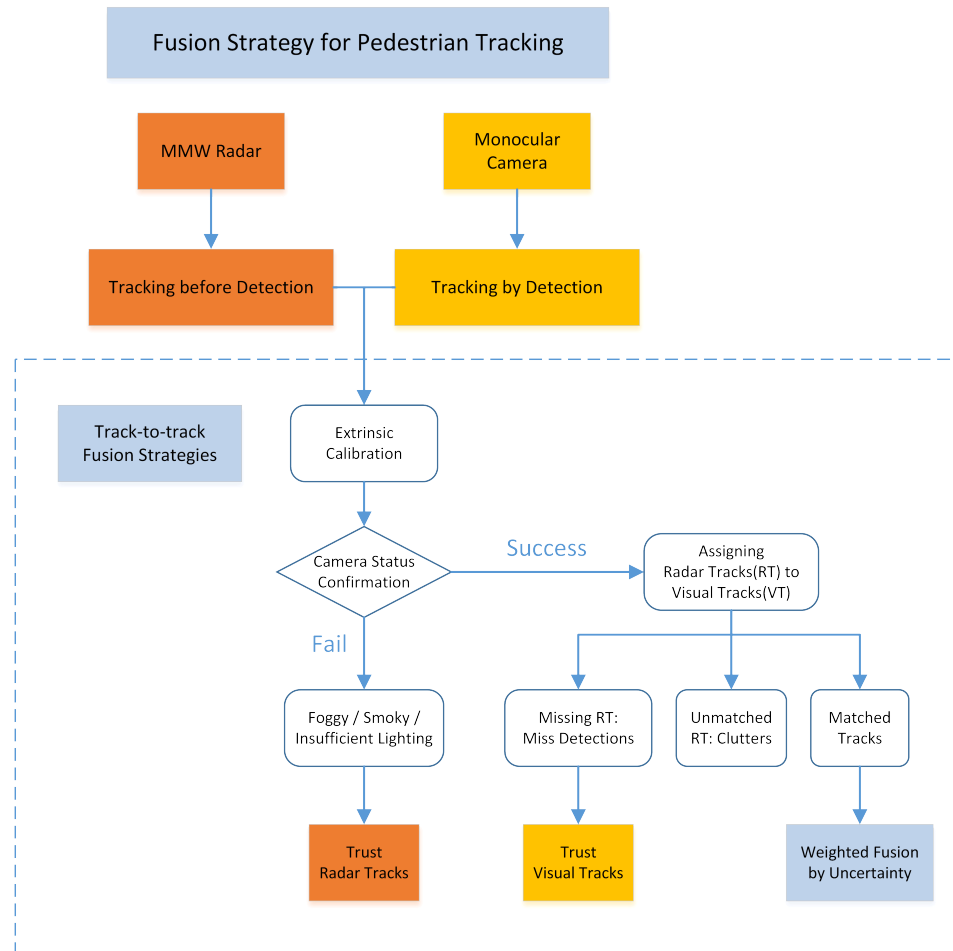 Fusion Strategy for Pedestrian Tracking
MMW Radar
Monocular
Camera
Tracking before Detection
Tracking by Detection
Track-to-track
Fusion Strategies
Extrinsic
Calibration
Camera Status
Confirmation
Success
Assigning
Radar Tracks(RT) to
Visual Tracks(VT)
Fail
Foggy / Smoky /
Insufficient Lighting
Missing RT:
Miss Detections
Unmatched
RT: Clutters
Matched
Tracks
Trust
Radar Tracks
Trust
Visual Tracks
Weighted Fusion
by Uncertainty